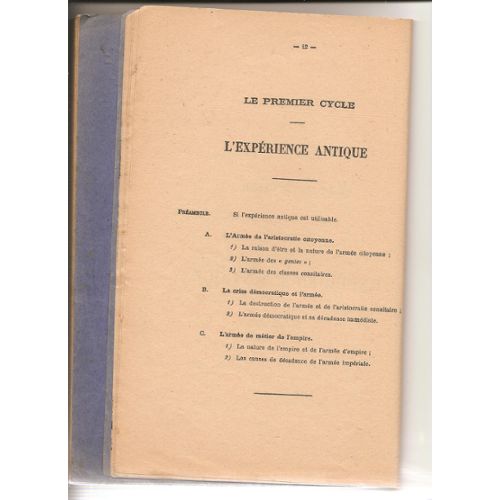 — 12 —
LE PREMIER CYCLE
L'EXPÉRIENCE ANTIQUE
PRÉAMBULE. Si l'expérience antique est utilisable.
A. L'Armée de l'aristocratie citoyenne.
1) La raison d'être et la nature de l'armée citoyenne ;
2) L'armée des « gentes » ;
3) L'armée des classes censitaires.
B. La crise démocratique et l'armée.
1) La destruction de l'armée et de l'aristocratie censitaire ;
2) L'armée démocratique et sa décadence immédiate.
C. L'armée de métier de l'empire.
1) La nature de l'empire et de l'armée d'empire ;
2) Les causes de décadence de l'armée impériale.